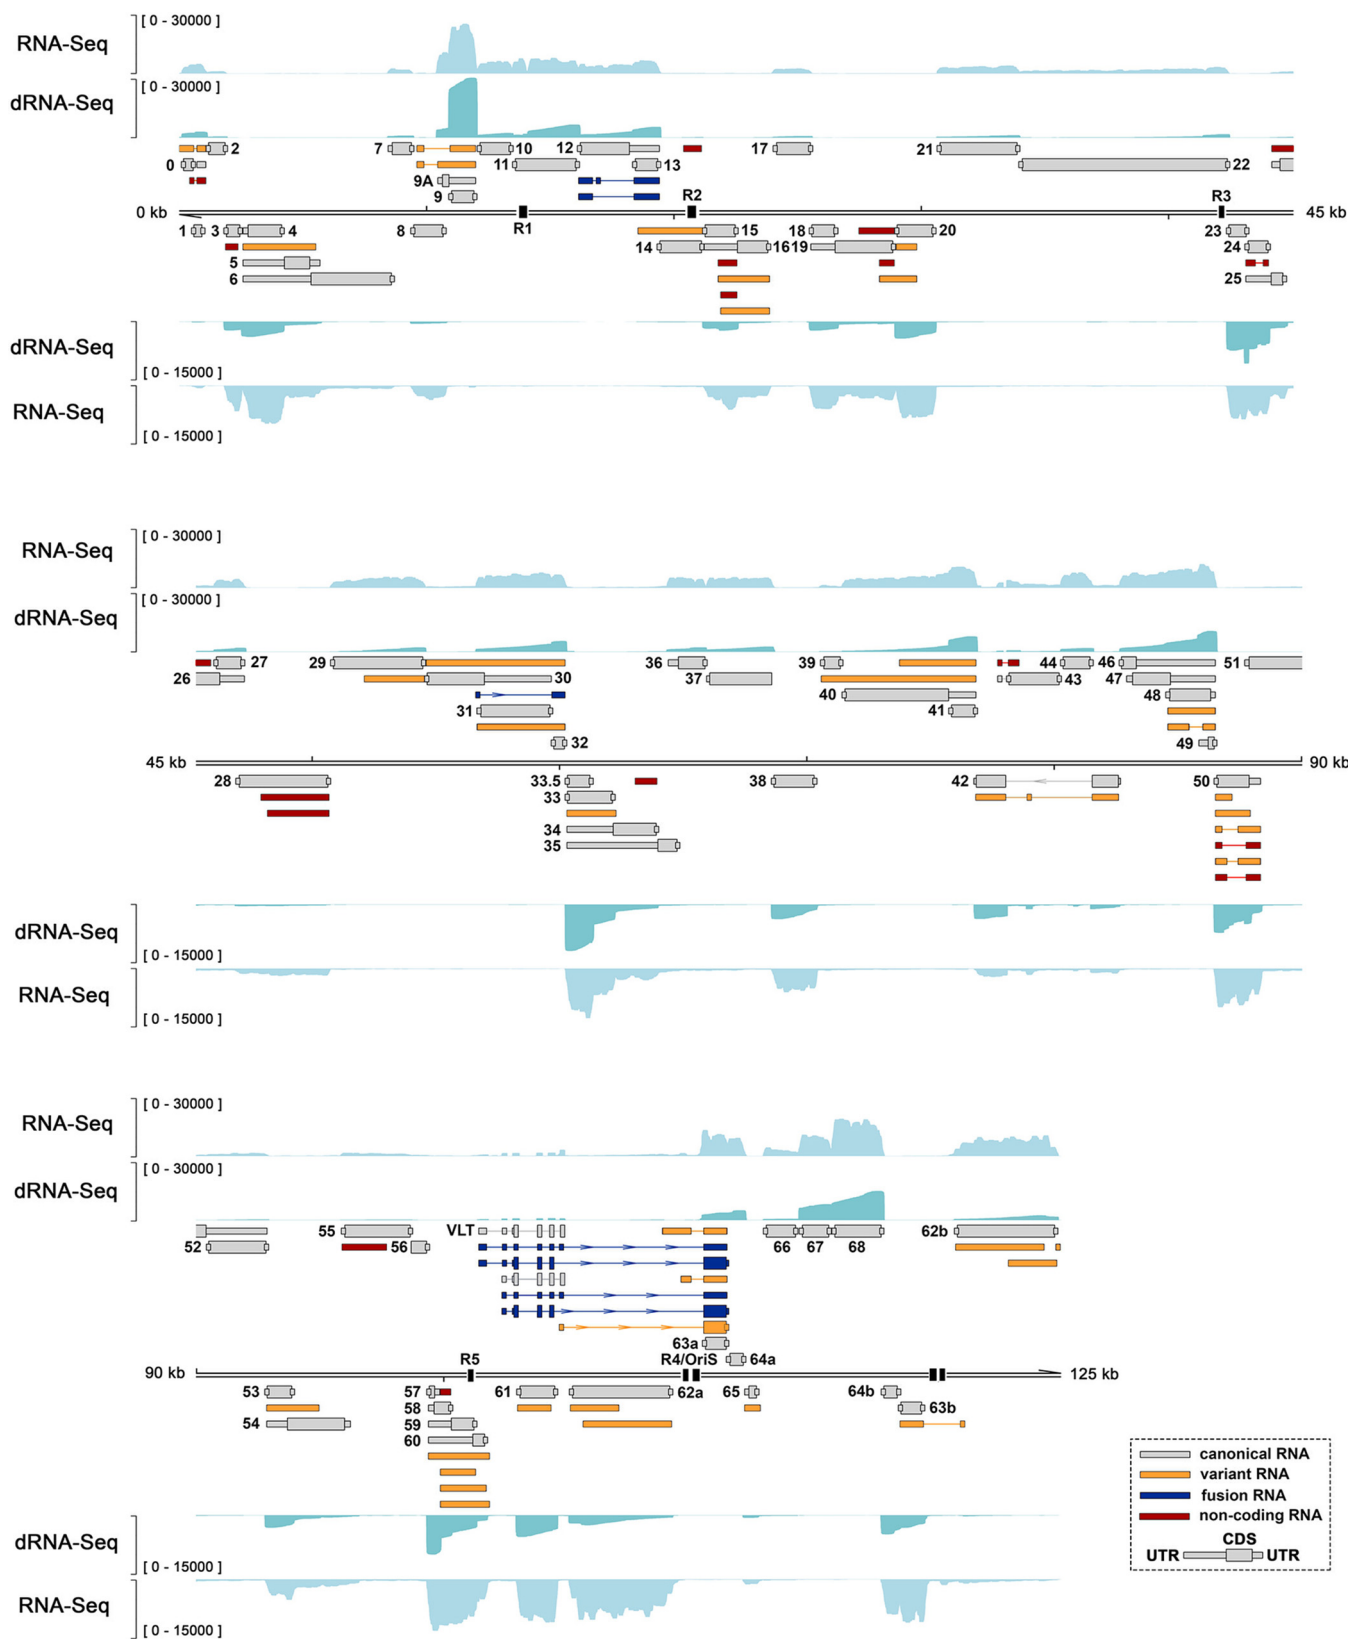 [ 0 - 30000 ]
RNA-Seq
[ 0 - 30000 ]
dRNA-Seq
2 7 10 12 17 21
0 11 13 22
9A
9
R2 R3
0 kb 45 kb
R1
1 3 4 8 15 18 20 23
14 16 19 24
5
6 25
dRNA-Seq
[ 0 - 15000 ]
RNA-Seq
[ 0 - 15000 ]
[ 0 - 30000 ]
RNA-Seq
[ 0 - 30000 ]
dRNA-Seq
27 29 36 39 44 46 51
26 30 37 43 47
40 48
31 41
32 49
45 kb 90 kb
28 33.5 38 42 50
33
34
35
dRNA-Seq
[ 0 - 15000 ]
RNA-Seq
[ 0 - 15000 ]
[ 0 - 30000 ]
RNA-Seq
[ 0 - 30000 ]
dRNA-Seq
55 VLT 62b
52 56 66 67 68
63a
R5 R4/OriS 64a
90 kb 125 kb
53 57 61 62a 65 64b
58 63b
54 59
60
canonical RNA
variant RNA
fusion RNA
non-coding RNA
CDS
UTR UTR
dRNA-Seq
[ 0 - 15000 ]
RNA-Seq
[ 0 - 15000 ]